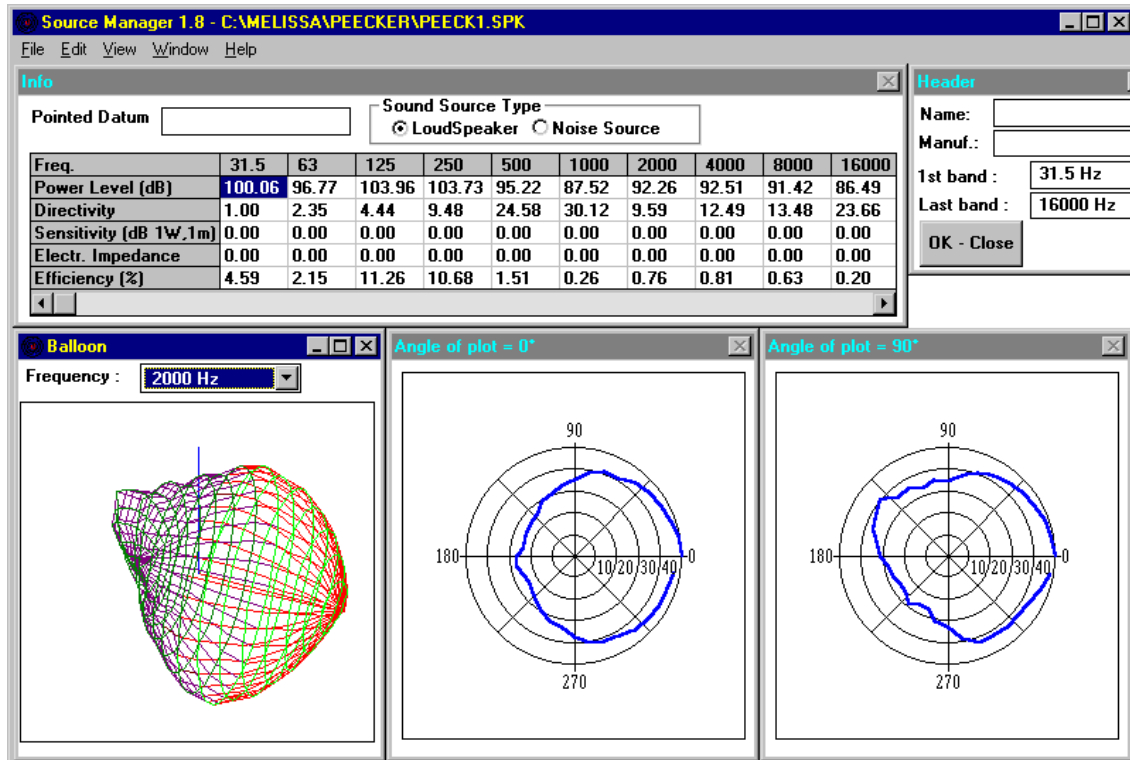 Source Manager 1.8 - C:\MELISSA\PEECKER\PEECK1.SPK
File Edit View Window Help
Info
Pointed Datum
Sound Source Type
LoudSpeaker Noise Source
Freq. 31.5 63 125 250 500 1000 2000 4000 8000 16000
Power Level (dB) 100.06 96.77 103.96 103.73 95.22 87.52 92.26 92.51 91.42 86.49
Directivity 1.00 2.35 4.44 9.48 24.58 30.12 9.59 12.49 13.48 23.66
Sensitivity (dB 1W,1m) 0.00 0.00 0.00 0.00 0.00 0.00 0.00 0.00 0.00 0.00
Electr. Impedance 0.00 0.00 0.00 0.00 0.00 0.00 0.00 0.00 0.00 0.00
Efficiency (%) 4.59 2.15 11.26 10.68 1.51 0.26 0.76 0.81 0.63 0.20
Header
Name:
Manuf.:
1st band : 31.5 Hz
Last band : 16000 Hz
OK - Close
Balloon
Frequency : 2000 Hz
Angle of plot = 0°
90
180 10 20 30 40 0
270
Angle of plot = 90°
90
180 10 20 30 40 0
270